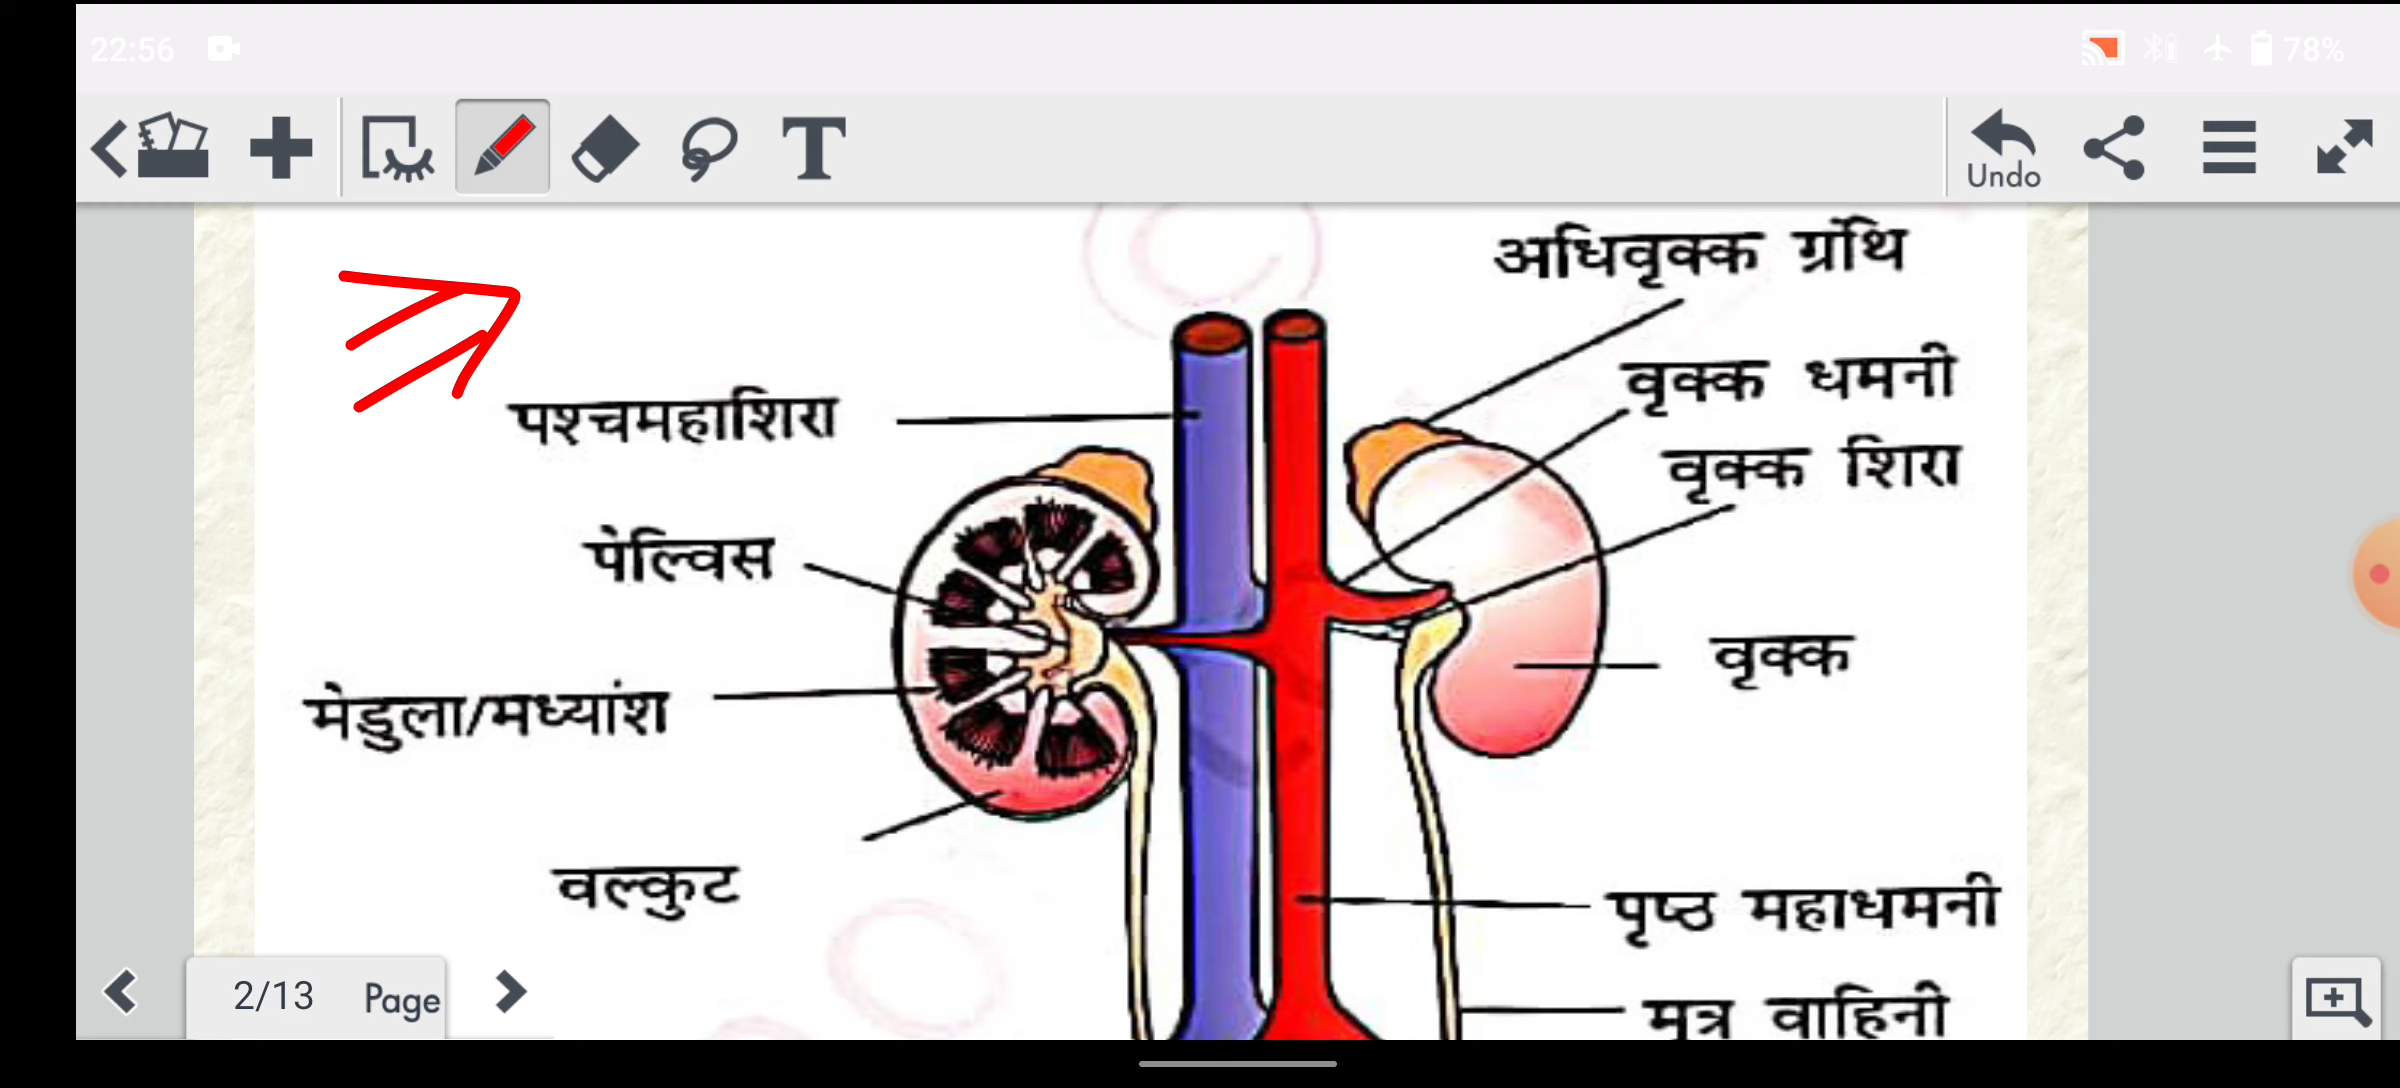 22:56
78%
Undo
T
अधिवृक्क ग्रंथि
वृक्क धमनी
पश्चमहाशिरा
वृक्क शिरा
पेल्विस
वृक्क
मेडुला/मध्यांश
वल्कुट
पृष्ठ महाधमनी
मूत्र वाहिनी
2/13 Page